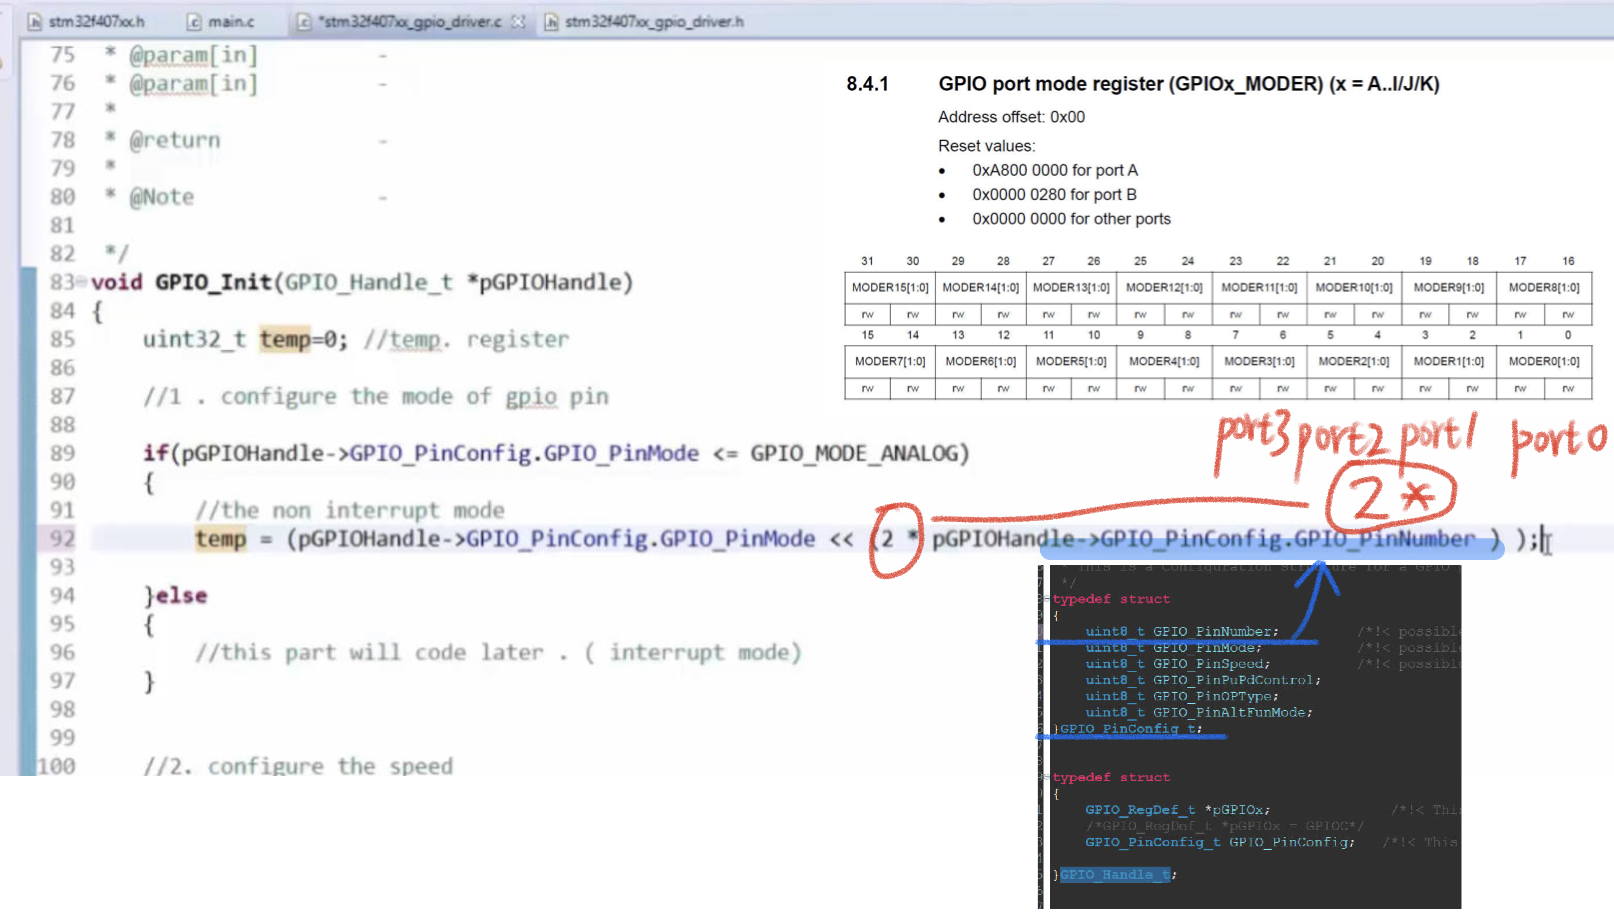 stm32f407xx.h main.c *stm32f407xx_gpio_driver.c stm32f407xx_gpio_driver.h
75 * @param[in] -
76 * @param[in] -
77 *
78 * @return -
79 *
80 * @Note -
81
82 */
83 void GPIO_Init(GPIO_Handle_t *pGPIOHandle)
84 {
85 uint32_t temp=0; //temp. register
86
87 //1 . configure the mode of gpio pin
88
89 if(pGPIOHandle->GPIO_PinConfig.GPIO_PinMode <= GPIO_MODE_ANALOG)
90 {
91 //the non interrupt mode
92 temp = (pGPIOHandle->GPIO_PinConfig.GPIO_PinMode << (2 * pGPIOHandle->GPIO_PinConfig.GPIO_PinNumber ) );
93
94 }else
95 {
96 //this part will code later . ( interrupt mode)
97 }
98
99
100 //2. configure the speed
8.4.1 GPIO port mode register (GPIOx_MODER) (x = A..I/J/K)
Address offset: 0x00
Reset values:
• 0xA800 0000 for port A
• 0x0000 0280 for port B
• 0x0000 0000 for other ports
31 30 29 28 27 26 25 24 23 22 21 20 19 18 17 16
MODER15[1:0] MODER14[1:0] MODER13[1:0] MODER12[1:0] MODER11[1:0] MODER10[1:0] MODER9[1:0] MODER8[1:0]
rw rw rw rw rw rw rw rw rw rw rw rw rw rw rw rw
15 14 13 12 11 10 9 8 7 6 5 4 3 2 1 0
MODER7[1:0] MODER6[1:0] MODER5[1:0] MODER4[1:0] MODER3[1:0] MODER2[1:0] MODER1[1:0] MODER0[1:0]
rw rw rw rw rw rw rw rw rw rw rw rw rw rw rw rw
port3 port2 port1 port0
2*
This is a Configuration structure for a GPIO
*/
typedef struct
{
uint8_t GPIO_PinNumber; /*!< possible
uint8_t GPIO_PinMode; /*!< possible
uint8_t GPIO_PinSpeed; /*!< possible
uint8_t GPIO_PinPuPdControl;
uint8_t GPIO_PinOPType;
uint8_t GPIO_PinAltFunMode;
}GPIO_PinConfig_t;
typedef struct
{
GPIO_RegDef_t *pGPIOx; /*!< This
/*GPIO_RegDef_t *pGPIOx = GPIOC*/
GPIO_PinConfig_t GPIO_PinConfig; /*!< This
}GPIO_Handle_t;